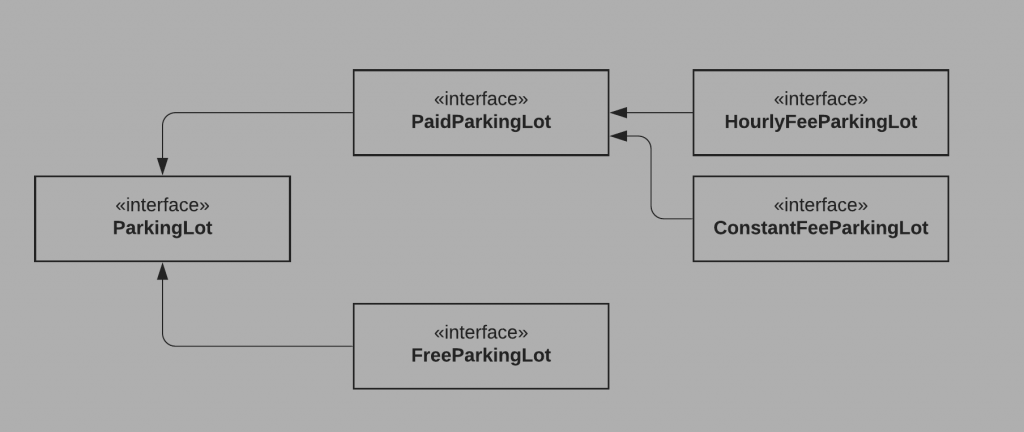 «interface»
PaidParkingLot
«interface»
HourlyFeeParkingLot
«interface»
ParkingLot
«interface»
ConstantFeeParkingLot
«interface»
FreeParkingLot